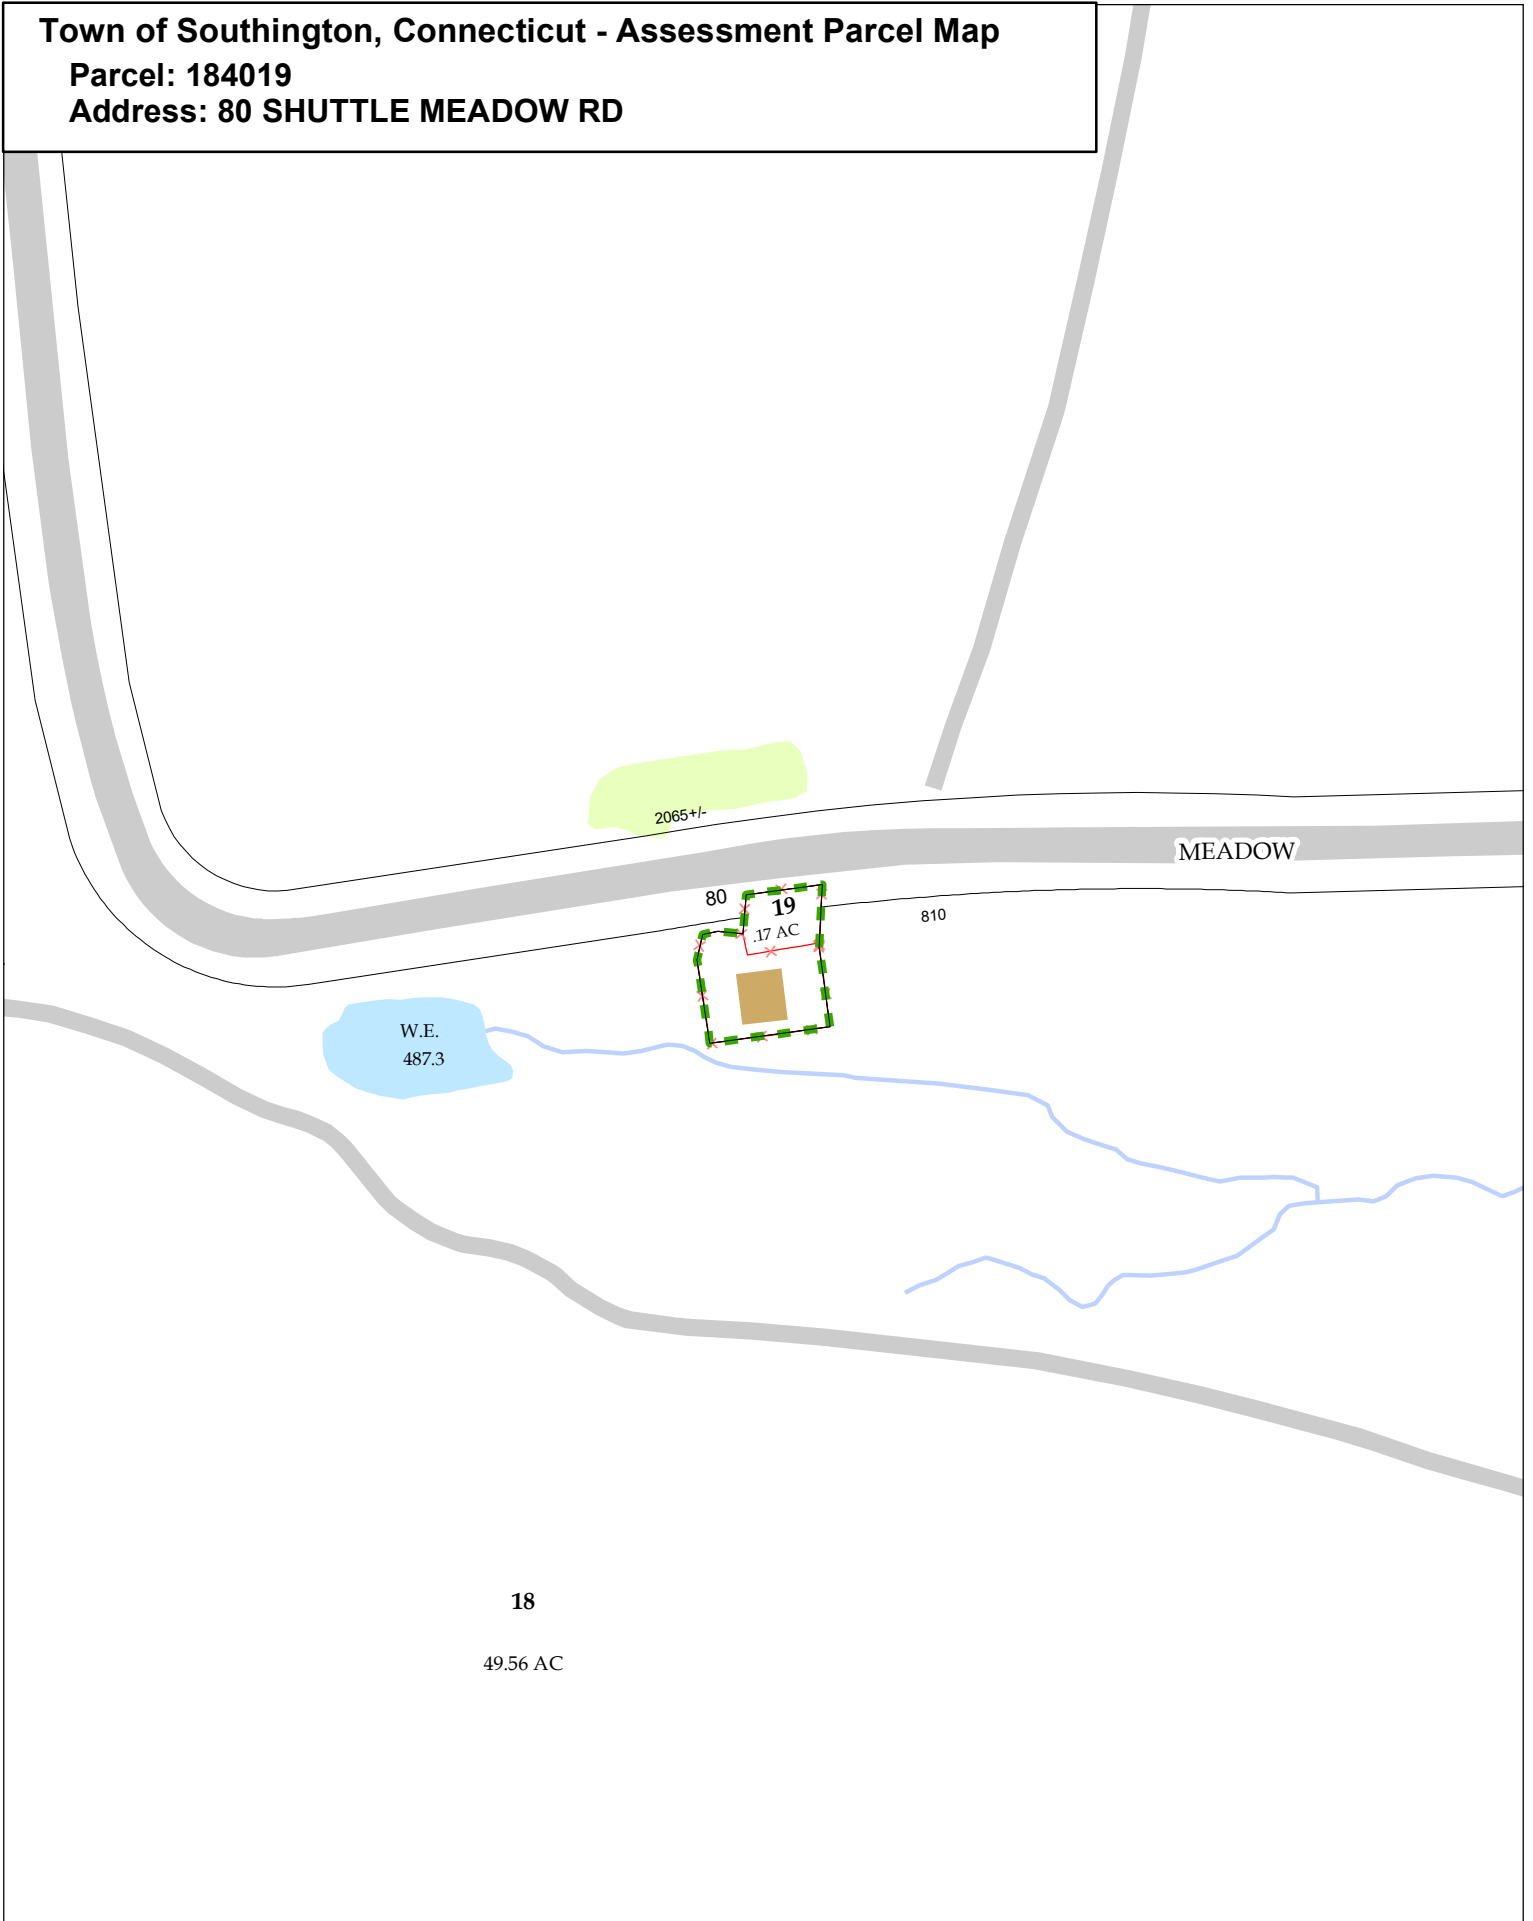 Town of Southington, Connecticut - Assessment Parcel Map
Parcel: 184019
Address: 80 SHUTTLE MEADOW RD
2065+/-
MEADOW
80
19
810
.17 AC
W.E.
487.3
18
49.56 AC